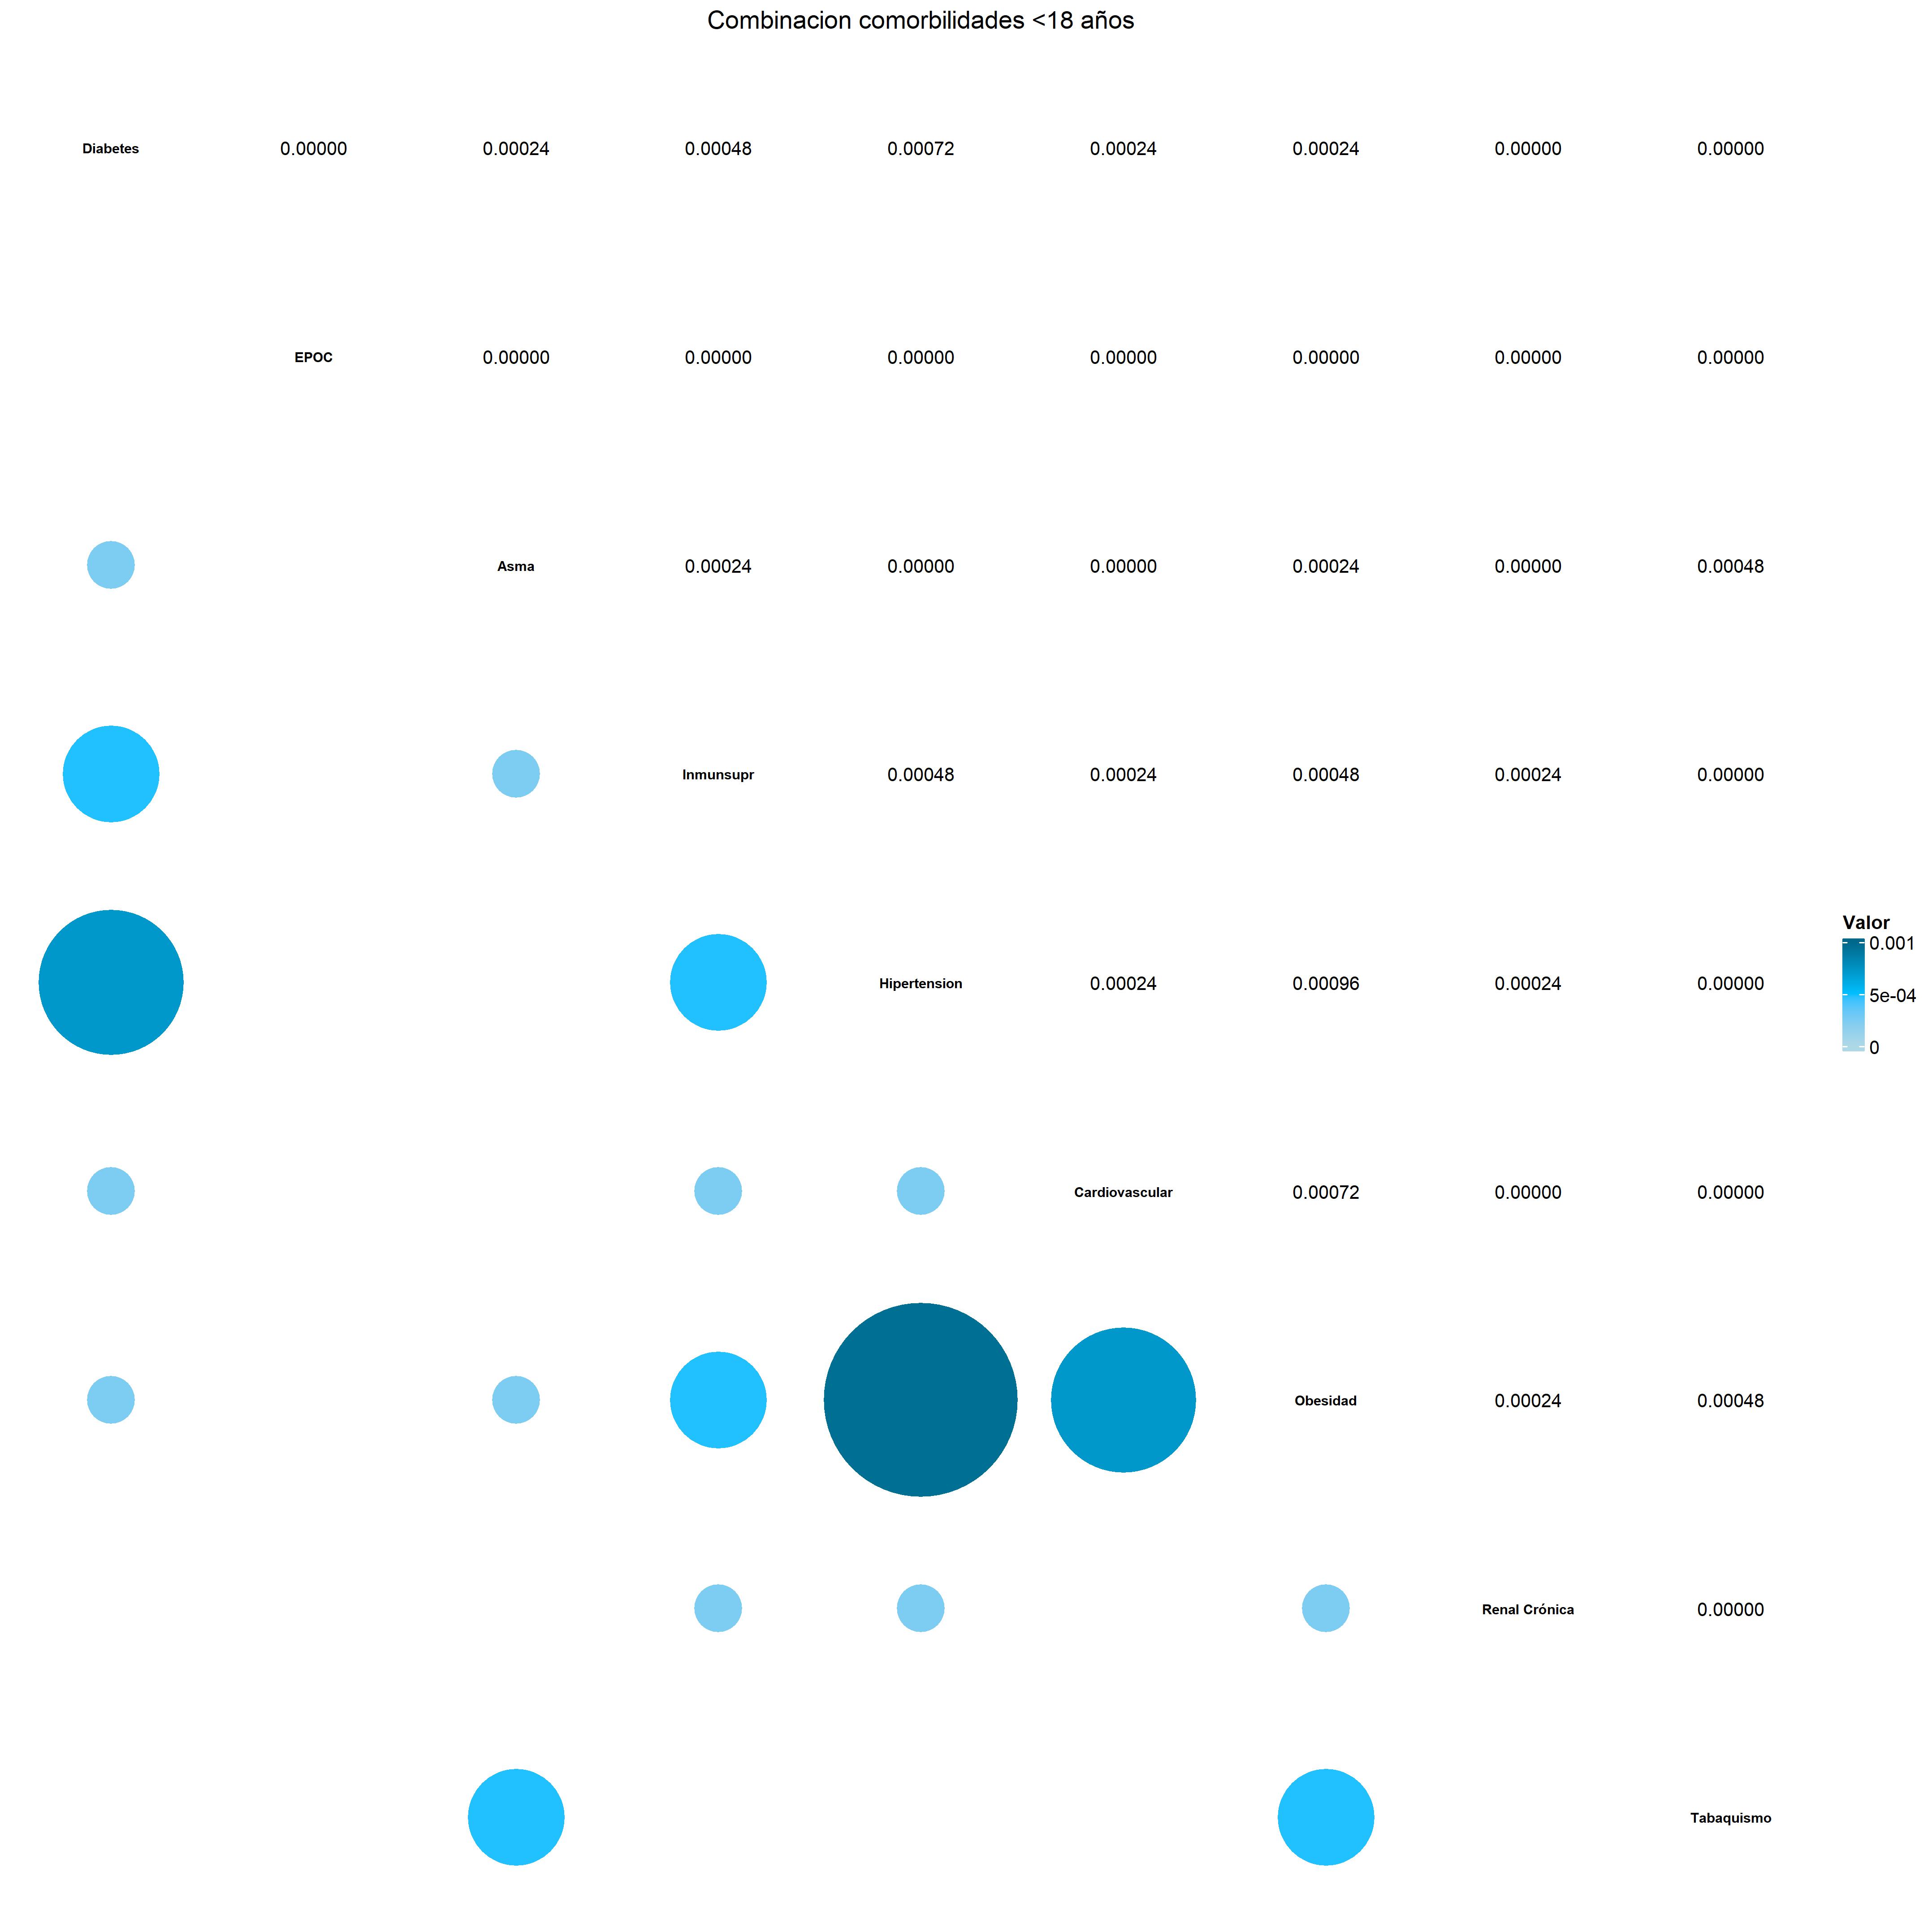 Combinacion comorbilidades <18 años
Diabetes 0.00000 0.00024 0.00048 0.00072 0.00024 0.00024 0.00000 0.00000
EPOC 0.00000 0.00000 0.00000 0.00000 0.00000 0.00000 0.00000
Asma 0.00024 0.00000 0.00000 0.00024 0.00000 0.00048
Inmunsupr 0.00048 0.00024 0.00048 0.00024 0.00000
Valor
0.001
5e-04
0
Hipertension 0.00024 0.00096 0.00024 0.00000
Cardiovascular 0.00072 0.00000 0.00000
Obesidad 0.00024 0.00048
Renal Crónica 0.00000
Tabaquismo